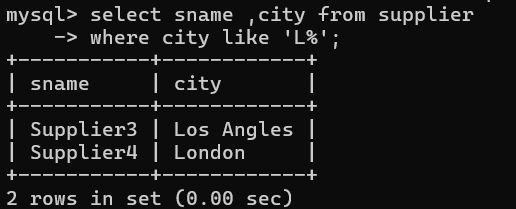 mysql> select sname ,city from supplier
    -> where city like 'L%';
+-----------+------------+
| sname     | city       |
+-----------+------------+
| Supplier3 | Los Angles |
| Supplier4 | London     |
+-----------+------------+
2 rows in set (0.00 sec)